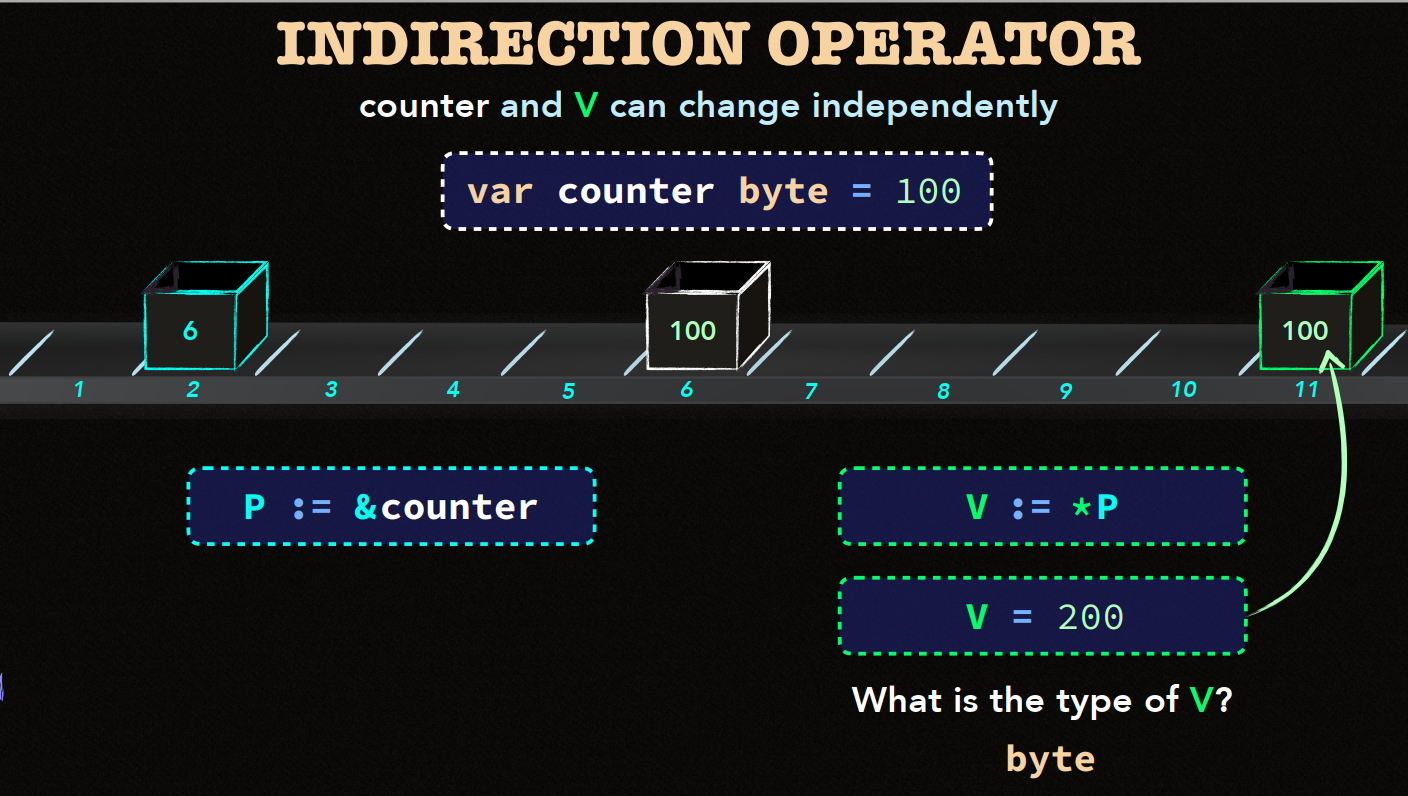 INDIRECTION OPERATOR
counter and V can change independently
var counter byte = 100
6 100 100
1 2 3 4 5 6 7 8 9 10 11
P := &counter V := *P
V = 200
What is the type of V?
byte